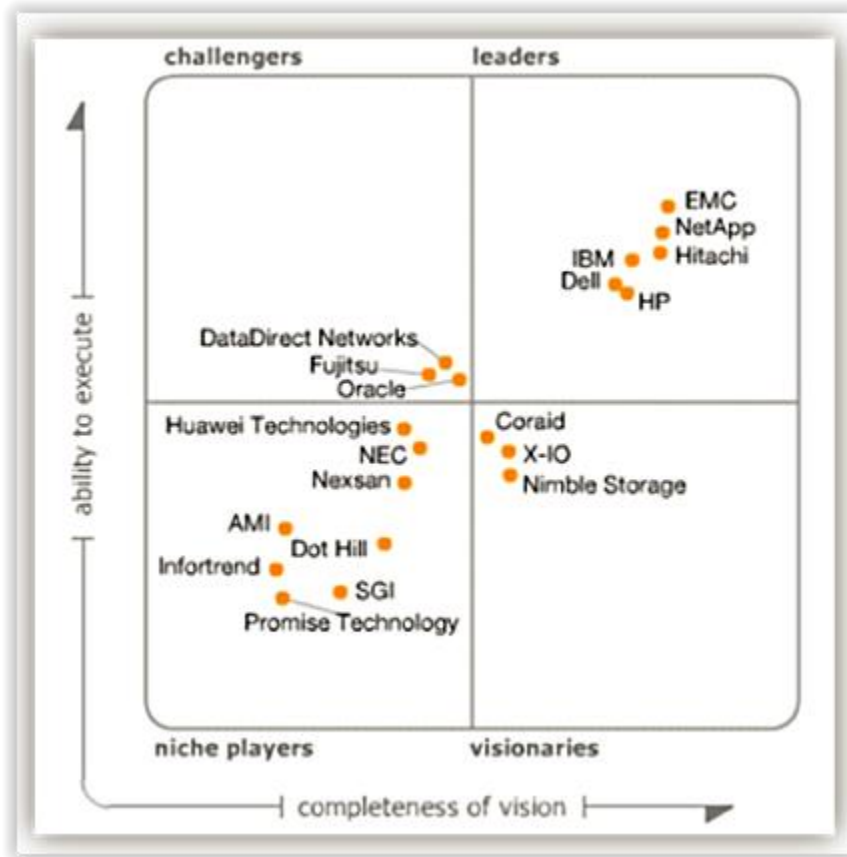 challengers
leaders
EMC
NetApp
IBM
Hitachi
Dell
HP
DataDirect Networks
Fujitsu
Oracle
Huawei Technologies
Coraid
NEC
X-IO
Nexsan
Nimble Storage
AMI
Dot Hill
Infortrend
SGI
Promise Technology
niche players
visionaries
ability to execute
completeness of vision